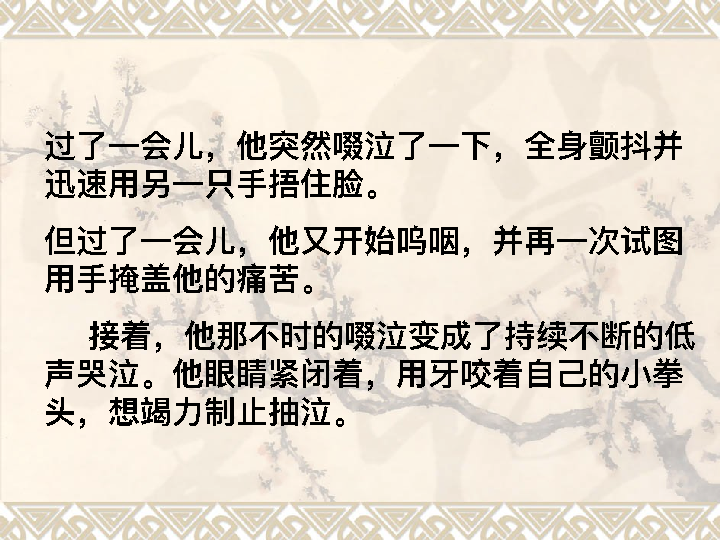 过了一会儿，他突然啜泣了一下，全身颤抖并
迅速用另一只手捂住脸。
但过了一会儿，他又开始呜咽，并再一次试图
用手掩盖他的痛苦。
接着，他那不时的啜泣变成了持续不断的低
声哭泣。他眼睛紧闭着，用牙咬着自己的小拳
头，想竭力制止抽泣。